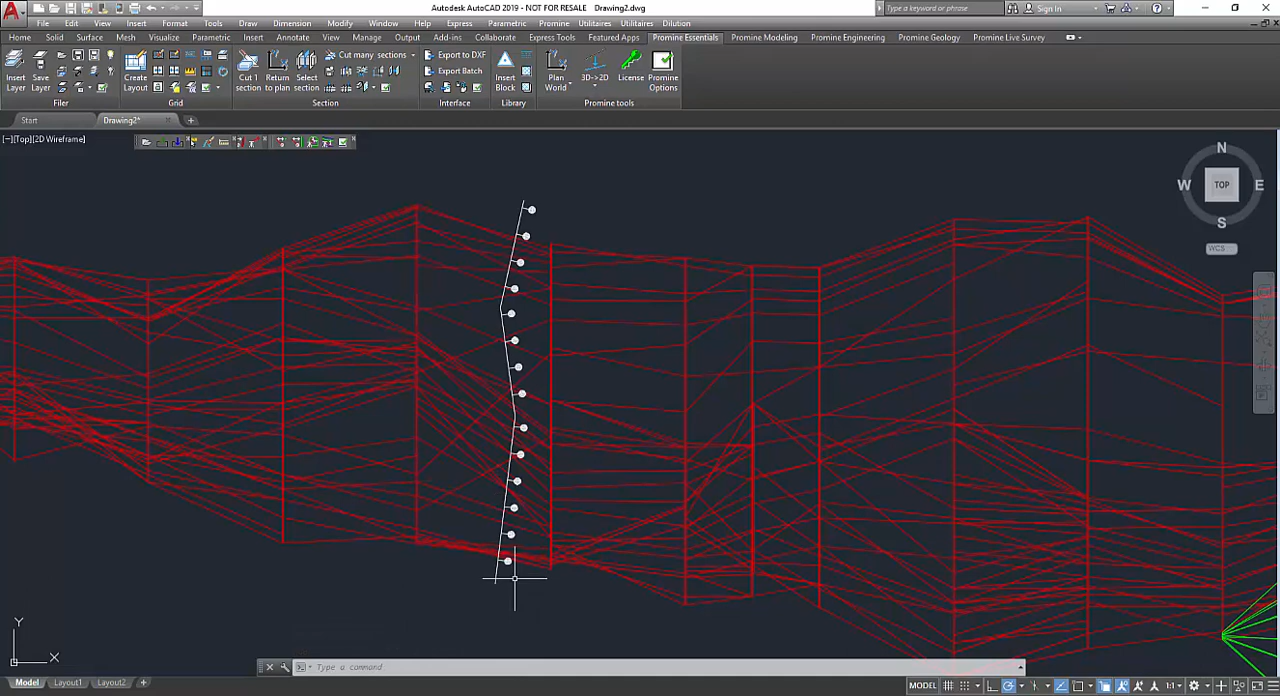 Autodesk AutoCAD 2019 - NOT FOR RESALE Drawing2.dwg
Type a keyword or phrase
Sign In
File Edit View Insert Format Tools Draw Dimension Modify Window Help Express Parametric Promine Utilitaires Utilitaires Dilution
Home Solid Surface Mesh Visualize Parametric Insert Annotate View Manage Output Add-ins Collaborate Express Tools Featured Apps Promine Essentials Promine Modeling Promine Engineering Promine Geology Promine Live Survey
Cut many sections
Export to DXF
Export Batch
Insert Layer
Save Layer
Create Layout
Cut 1 section
Return to plan
Select Section
Insert Block
Plan World
3D->2D
License
Promine Options
Filer Grid Section Interface Library Promine tools
Start Drawing2*
[−][Top][2D Wireframe]
N
W TOP E
S
WCS
Y
X
Type a command
Model Layout1 Layout2
MODEL 1:1